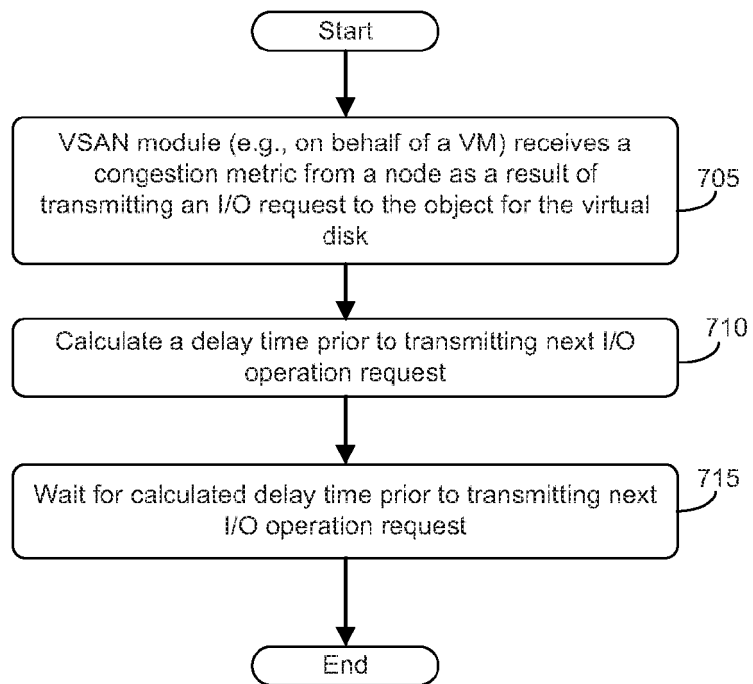 Start
VSAN module (e.g., on behalf of a VM) receives a
congestion metric from a node as a result of
transmitting an I/O request to the object for the virtual
disk
705
Calculate a delay time prior to transmitting next I/O
operation request
710
Wait for calculated delay time prior to transmitting next
I/O operation request
715
End